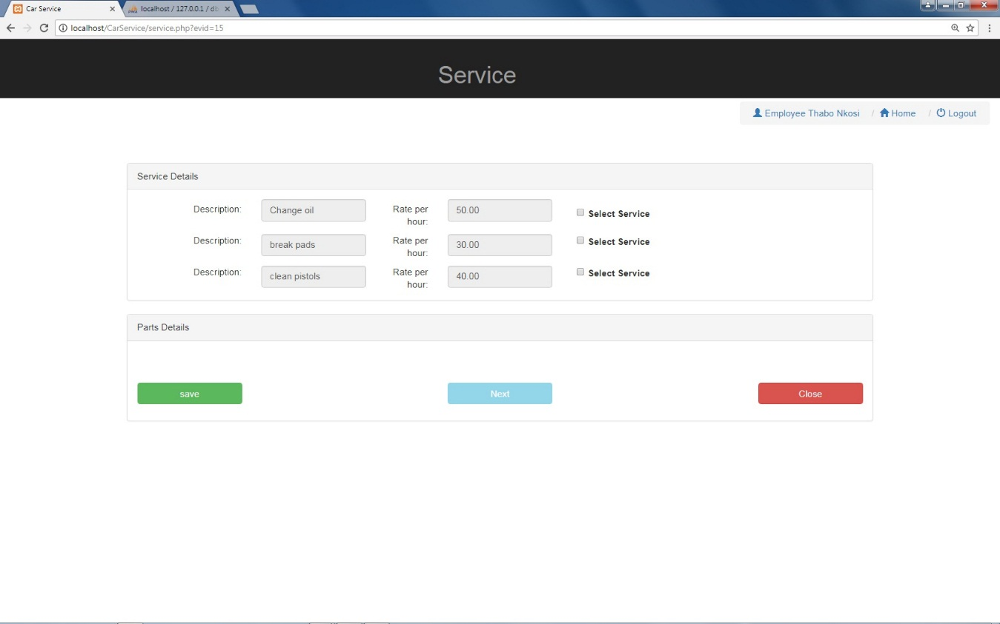 Car Service
localhost / 127.0.0.1 / db
localhost/CarService/service.php?evid=15
Service
Employee Thabo Nkosi / Home / Logout
Service Details
Description: Change oil Rate per hour: 50.00 Select Service
Description: break pads Rate per hour: 30.00 Select Service
Description: clean pistols Rate per hour: 40.00 Select Service
Parts Details
save Next Close